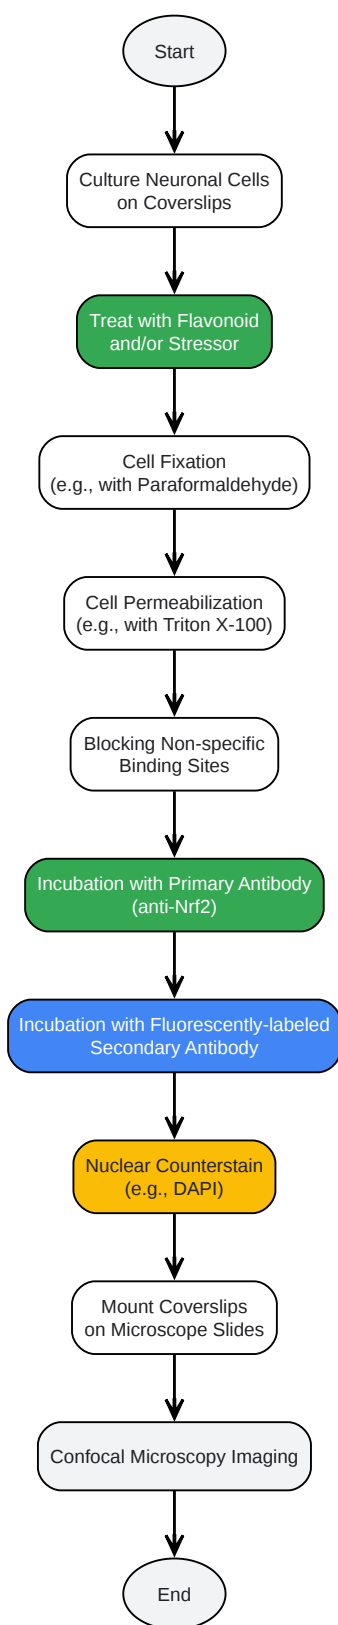 Start
Culture Neuronal Cells
on Coverslips
Treat with Flavonoid
and/or Stressor
Cell Fixation
(e.g., with Paraformaldehyde)
Cell Permeabilization
(e.g., with Triton X-100)
Blocking Non-specific
Binding Sites
Incubation with Primary Antibody
(anti-Nrf2)
Incubation with Fluorescently-labeled
Secondary Antibody
Nuclear Counterstain
(e.g., DAPI)
Mount Coverslips
on Microscope Slides
Confocal Microscopy Imaging
End